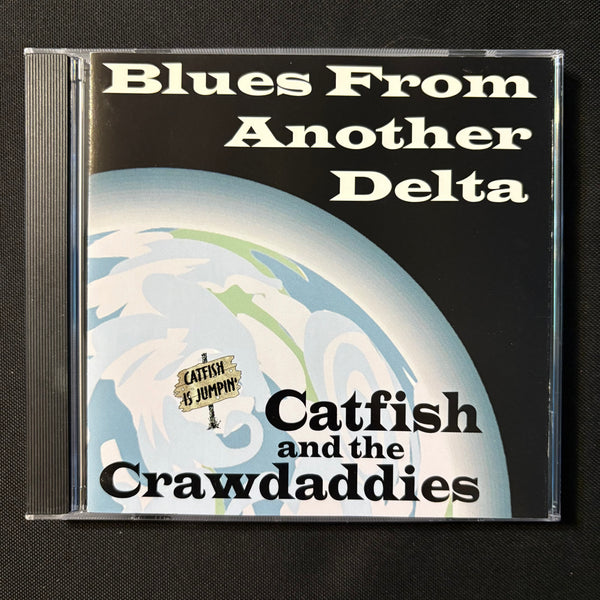 Blues From
Another
Delta
CATFISH
IS JUMPIN'
Catfish
and the
Crawdaddies